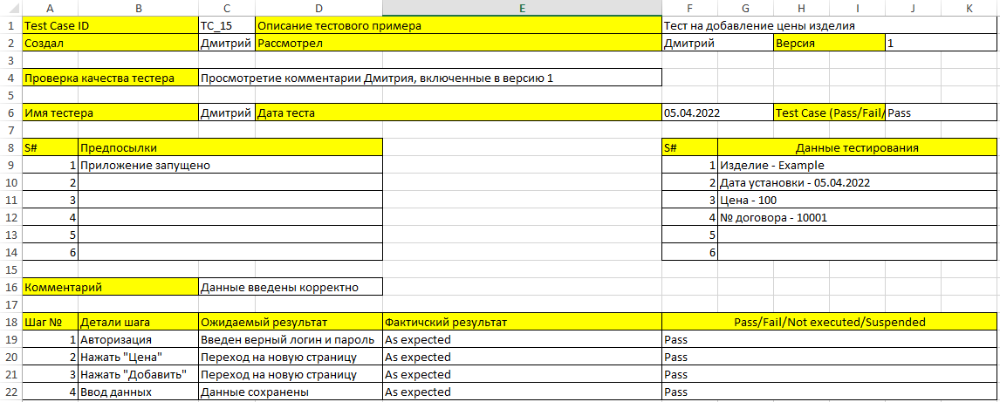 A B C D E F G H I J K
1 Test Case ID TC_15 Описание тестового примера Тест на добавление цены изделия
2 Создал Дмитрий Рассмотрел Дмитрий Версия 1
3
4 Проверка качества тестера Просмотретие комментарии Дмитрия, включенные в версию 1
5
6 Имя тестера Дмитрий Дата теста 05.04.2022 Test Case (Pass/Fail/ Pass
7
8 S# Предпосылки S# Данные тестирования
9 1 Приложение запущено 1 Изделие - Example
10 2 2 Дата установки - 05.04.2022
11 3 3 Цена - 100
12 4 4 № договора - 10001
13 5 5
14 6 6
15
16 Комментарий Данные введены корректно
17
18 Шаг № Детали шага Ожидаемый результат Фактичский результат Pass/Fail/Not executed/Suspended
19 1 Авторизация Введен верный логин и пароль As expected Pass
20 2 Нажать "Цена" Переход на новую страницу As expected Pass
21 3 Нажать "Добавить" Переход на новую страницу As expected Pass
22 4 Ввод данных Данные сохранены As expected Pass